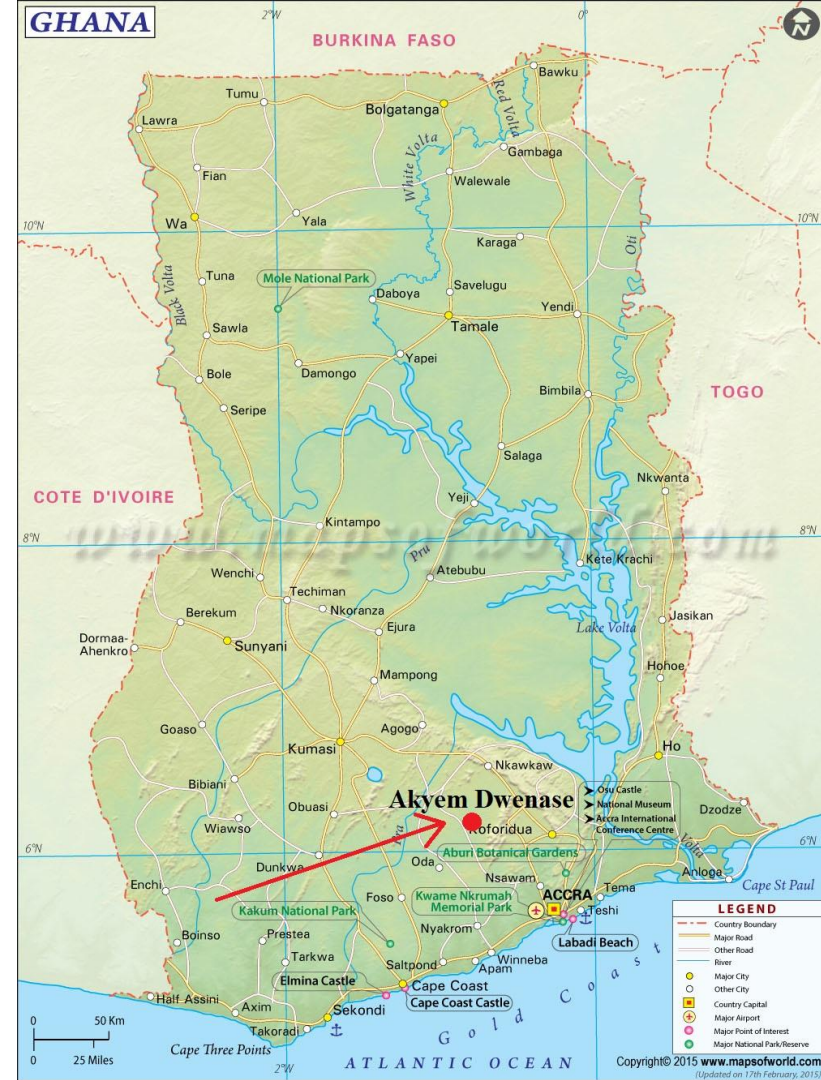 GHANA
2°W
0°
N
BURKINA FASO
Bawku
Tumu
Bolgatanga
Red Volta
Lawra
White Volta
Gambaga
Fian
Walewale
Wa
Yala
10°N
10°N
Karaga
Oti
Black Volta
Tuna
Mole National Park
Savelugu
Daboya
Yendi
Tamale
Sawla
Yapei
Damongo
Bole
Bimbila
TOGO
Seripe
Salaga
Nkwanta
COTE D'IVOIRE
Yeji
Kintampo
8°N
8°N
www.mapsofworld.com
Pru
Kete Krachi
Wenchi
Atebubu
Techiman
Nkoranza
Berekum
Jasikan
Ejura
Lake Volta
Dormaa-
Ahenkro
Sunyani
Hohoe
Mampong
Goaso
Agogo
Kumasi
Ho
Nkawkaw
Bibiani
Osu Castle
Akyem Dwenase
National Museum
Obuasi
Dzodze
Accra International
Conference Centre
Wiawso
Koforidua
Pra
Volta
6°N
6°N
Aburi Botanical Gardens
Oda
Dunkwa
Anloga
Nsawam
Enchi
Cape St Paul
Tema
ACCRA
Foso
Kwame Nkrumah
Memorial Park
Kakum National Park
Teshi
Nyakrom
Boinso
Prestea
Labadi Beach
Tarkwa
Winneba
Saltpond
Apam
Elmina Castle
Cape Coast
Half Assini
Cape Coast Castle
Axim
Sekondi
Takoradi
Gold Coast
Cape Three Points
ATLANTIC OCEAN
2°W
0 50 Km
0 25 Miles
LEGEND
Country Boundary
Major Road
Other Road
River
Major City
Other City
Country Capital
Major Airport
Major Point of Interest
Major National Park/Reserve
Copyright© 2015 www.mapsofworld.com
(Updated on 17th February, 2015)